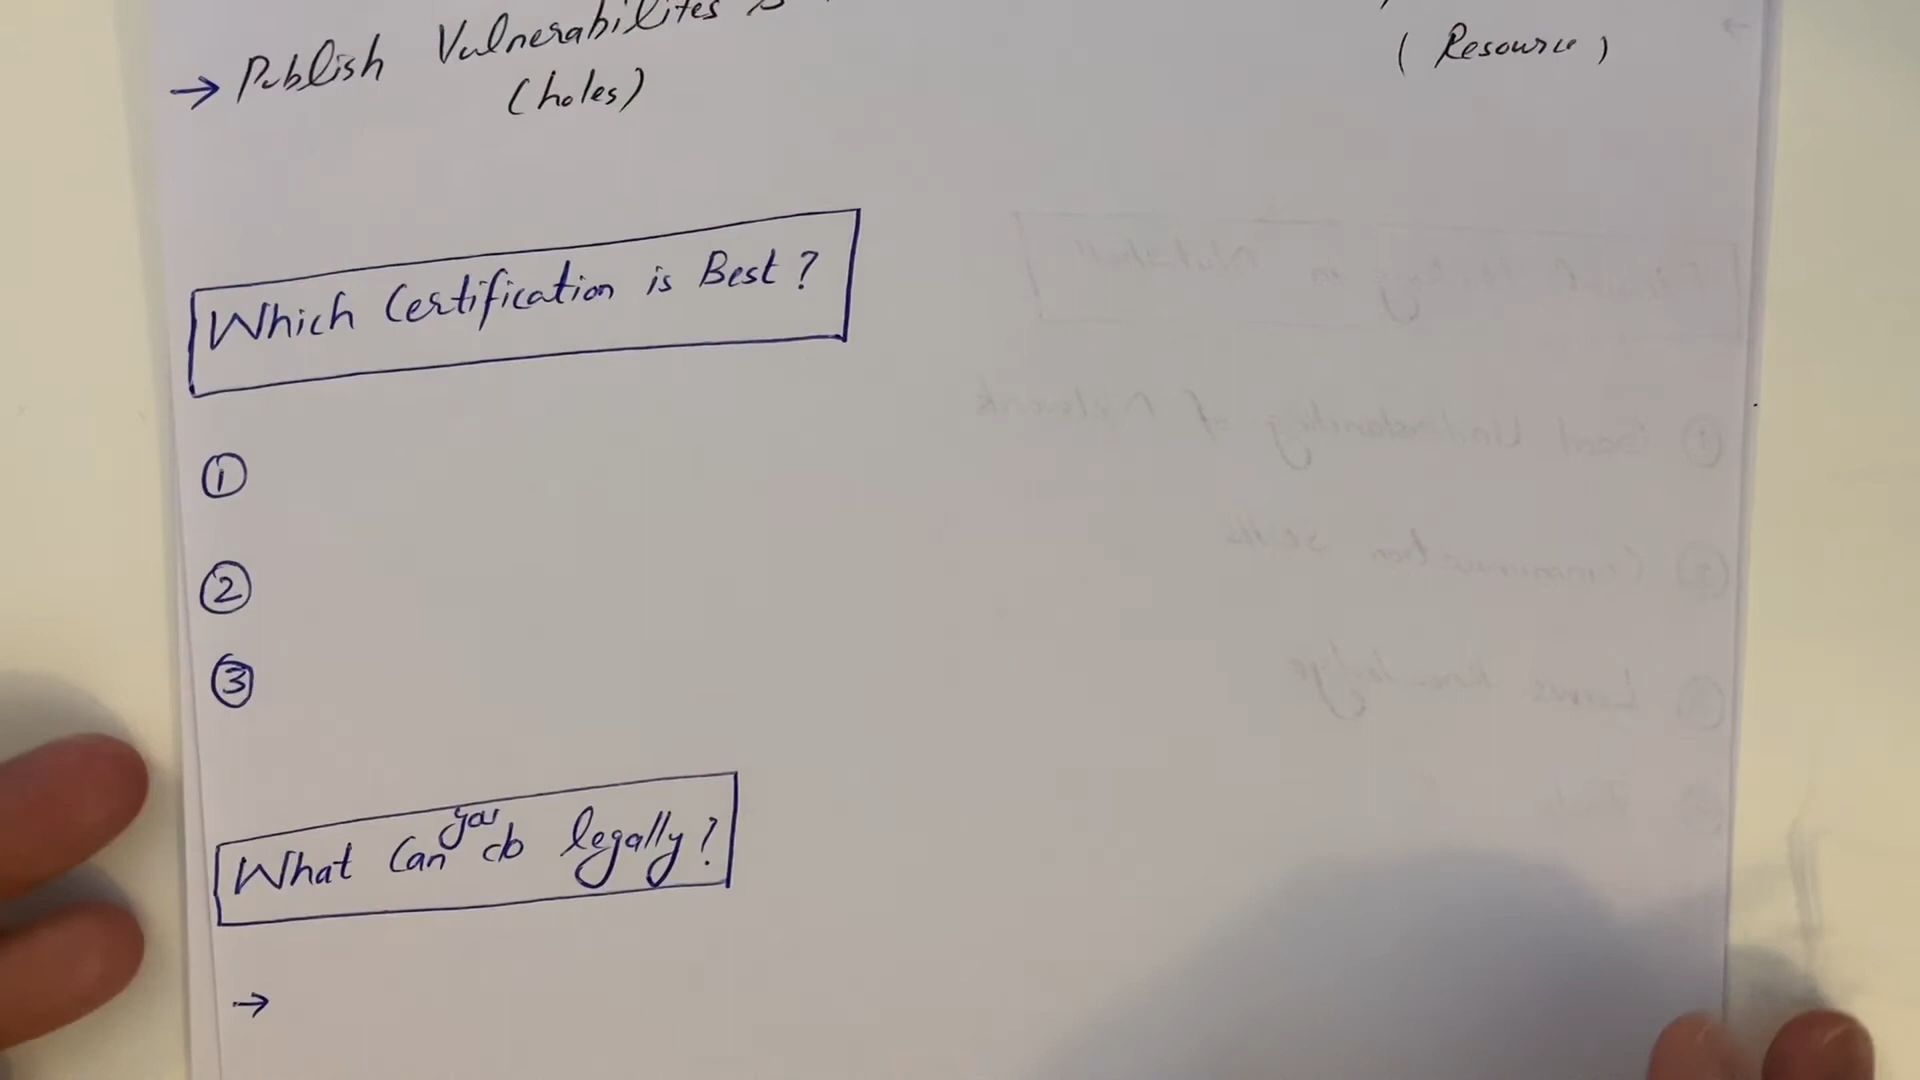 → Publish Vulnerabilites
(holes)
( Resource )
Which Certification is Best ?
①
②
③
What Can you do legally ?
→